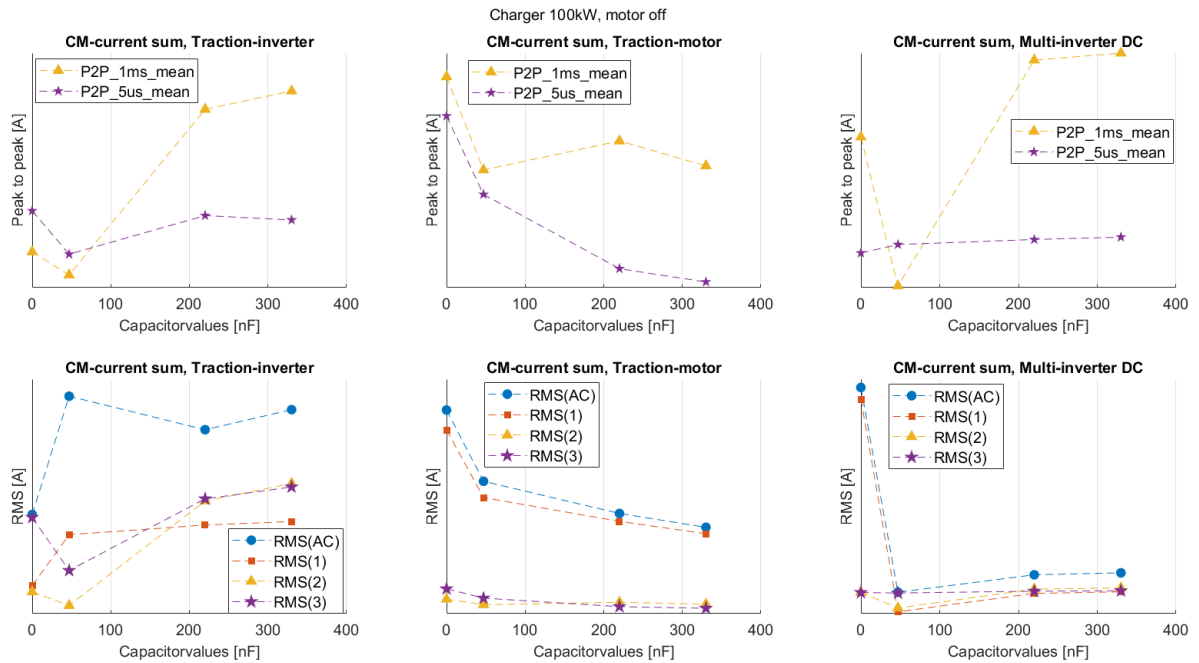 Charger 100kW, motor off
CM-current sum, Traction-inverter
P2P_1ms_mean
P2P_5us_mean
Peak to peak [A]
0 100 200 300 400
Capacitorvalues [nF]
CM-current sum, Traction-motor
P2P_1ms_mean
P2P_5us_mean
Peak to peak [A]
0 100 200 300 400
Capacitorvalues [nF]
CM-current sum, Multi-inverter DC
P2P_1ms_mean
P2P_5us_mean
Peak to peak [A]
0 100 200 300 400
Capacitorvalues [nF]
CM-current sum, Traction-inverter
RMS [A]
RMS(AC)
RMS(1)
RMS(2)
RMS(3)
0 100 200 300 400
Capacitorvalues [nF]
CM-current sum, Traction-motor
RMS(AC)
RMS(1)
RMS(2)
RMS(3)
RMS [A]
0 100 200 300 400
Capacitorvalues [nF]
CM-current sum, Multi-inverter DC
RMS(AC)
RMS(1)
RMS(2)
RMS(3)
RMS [A]
0 100 200 300 400
Capacitorvalues [nF]